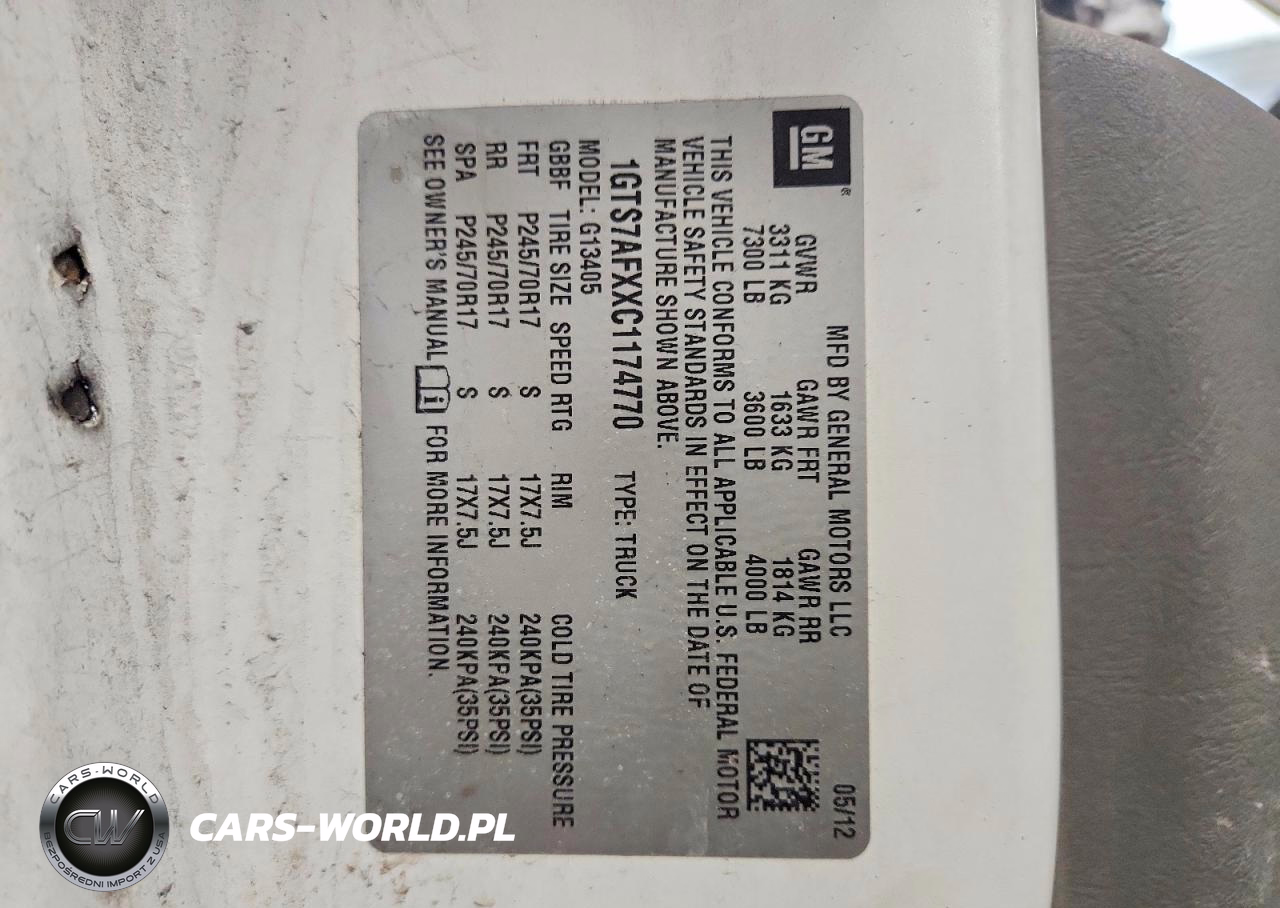 GM®
MFD BY GENERAL MOTORS LLC 05/12
GVWR GAWR FRT GAWR RR
3311 KG 1633 KG 1814 KG
7300 LB 3600 LB 4000 LB
THIS VEHICLE CONFORMS TO ALL APPLICABLE U.S. FEDERAL MOTOR
VEHICLE SAFETY STANDARDS IN EFFECT ON THE DATE OF
MANUFACTURE SHOWN ABOVE.
1GTS7AFXXC1174770 TYPE: TRUCK
MODEL: G13405
GBBF TIRE SIZE SPEED RTG RIM COLD TIRE PRESSURE
FRT P245/70R17 S 17X7.5J 240KPA(35PSI)
RR P245/70R17 S 17X7.5J 240KPA(35PSI)
SPA P245/70R17 S 17X7.5J 240KPA(35PSI)
SEE OWNER'S MANUAL i FOR MORE INFORMATION.
CARS-WORLD
CW
BEZPOŚREDNI IMPORT Z USA
CARS-WORLD.PL